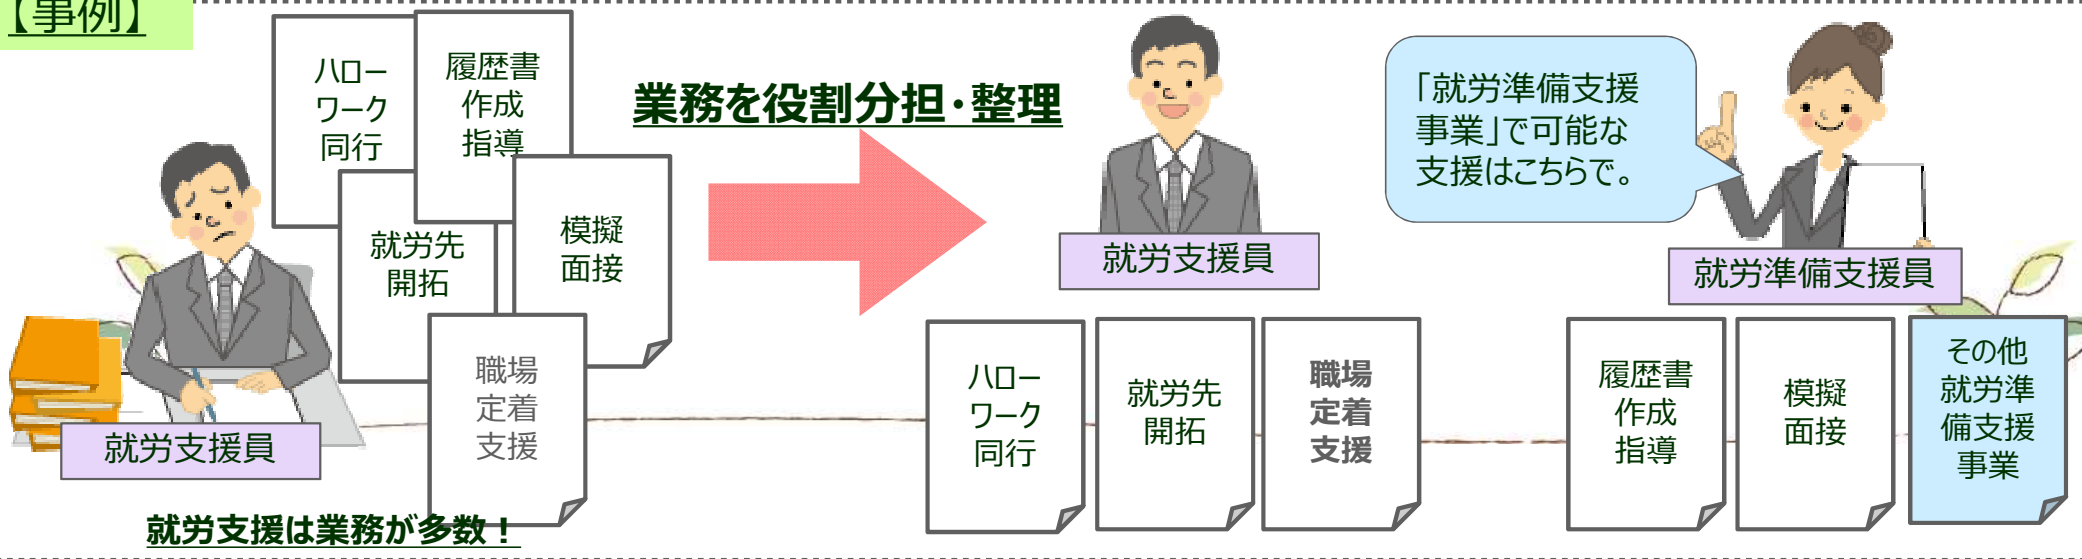 【事例】
ハロー
ワーク
同行
履歴書
作成
指導
就労先
開拓
模擬
面接
職場
定着
支援
就労支援員
就労支援は業務が多数!
業務を役割分担・整理
就労支援員
ハロー
ワーク
同行
就労先
開拓
職場
定着
支援
「就労準備支援
事業」で可能な
支援はこちらで。
就労準備支援員
履歴書
作成
指導
模擬
面接
その他
就労準
備支援
事業